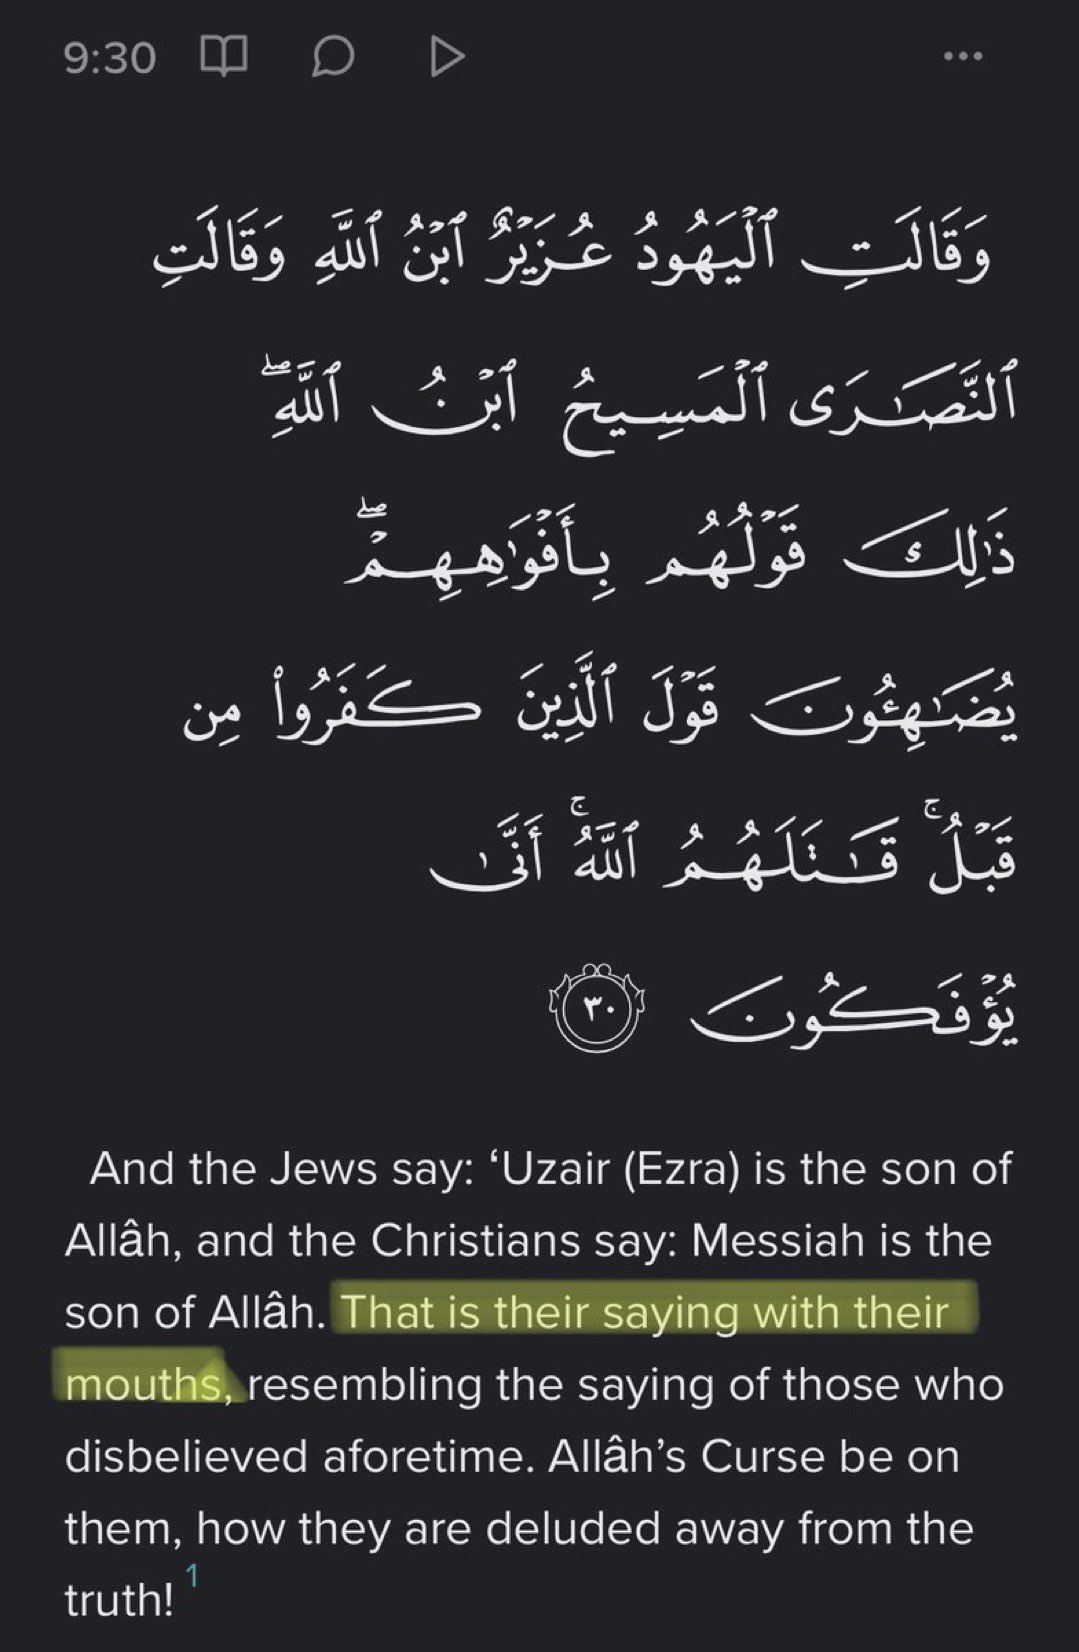 9:30
وَقَالَتِ ٱلْيَهُودُ عُزَيْرٌ ٱبْنُ ٱللَّهِ وَقَالَتِ
ٱلنَّصَـٰرَى ٱلْمَسِيحُ ٱبْنُ ٱللَّهِ ۖ
ذَٰلِكَ قَوْلُهُم بِأَفْوَٰهِهِمْ ۖ
يُضَـٰهِـُٔونَ قَوْلَ ٱلَّذِينَ كَفَرُوا۟ مِن
قَبْلُ ۚ قَـٰتَلَهُمُ ٱللَّهُ ۚ أَنَّىٰ
يُؤْفَكُونَ ٣٠
And the Jews say: ‘Uzair (Ezra) is the son of
Allâh, and the Christians say: Messiah is the
son of Allâh. That is their saying with their
mouths, resembling the saying of those who
disbelieved aforetime. Allâh’s Curse be on
them, how they are deluded away from the
truth! 1